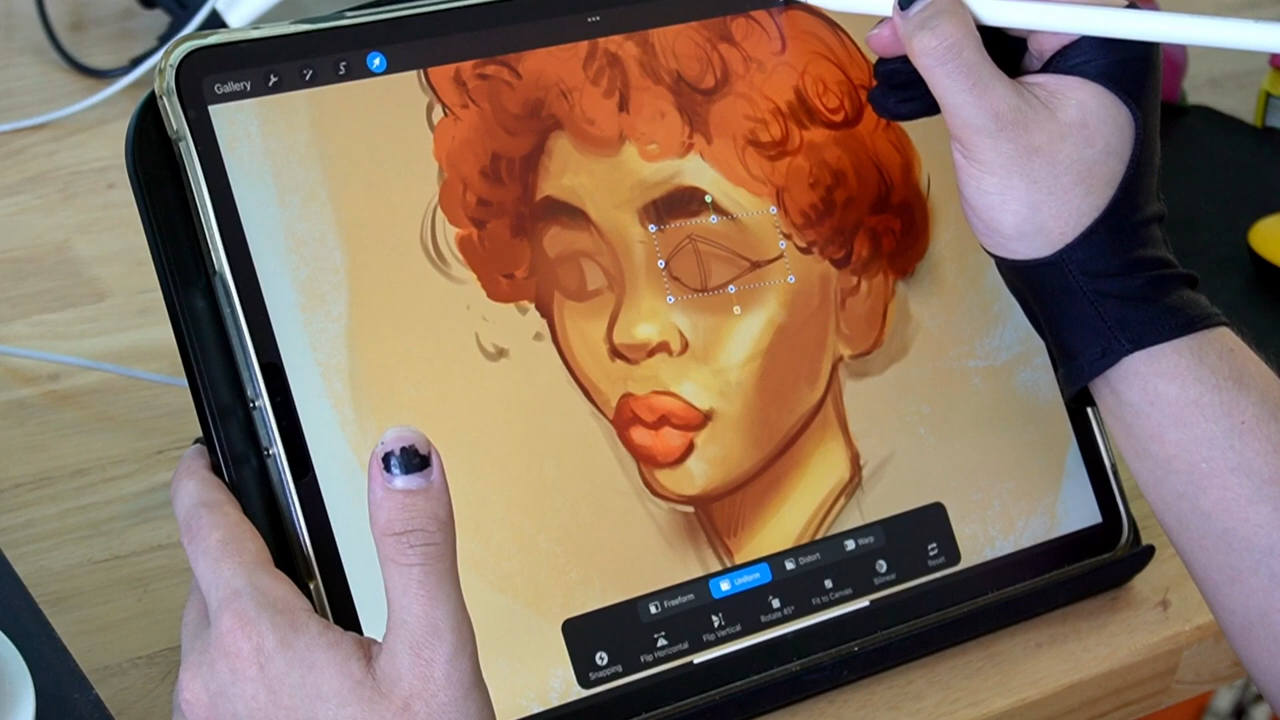 Gallery
Freeform Uniform Distort Warp
Snapping Flip Horizontal Flip Vertical Rotate 45° Fit to Canvas Bilinear Reset